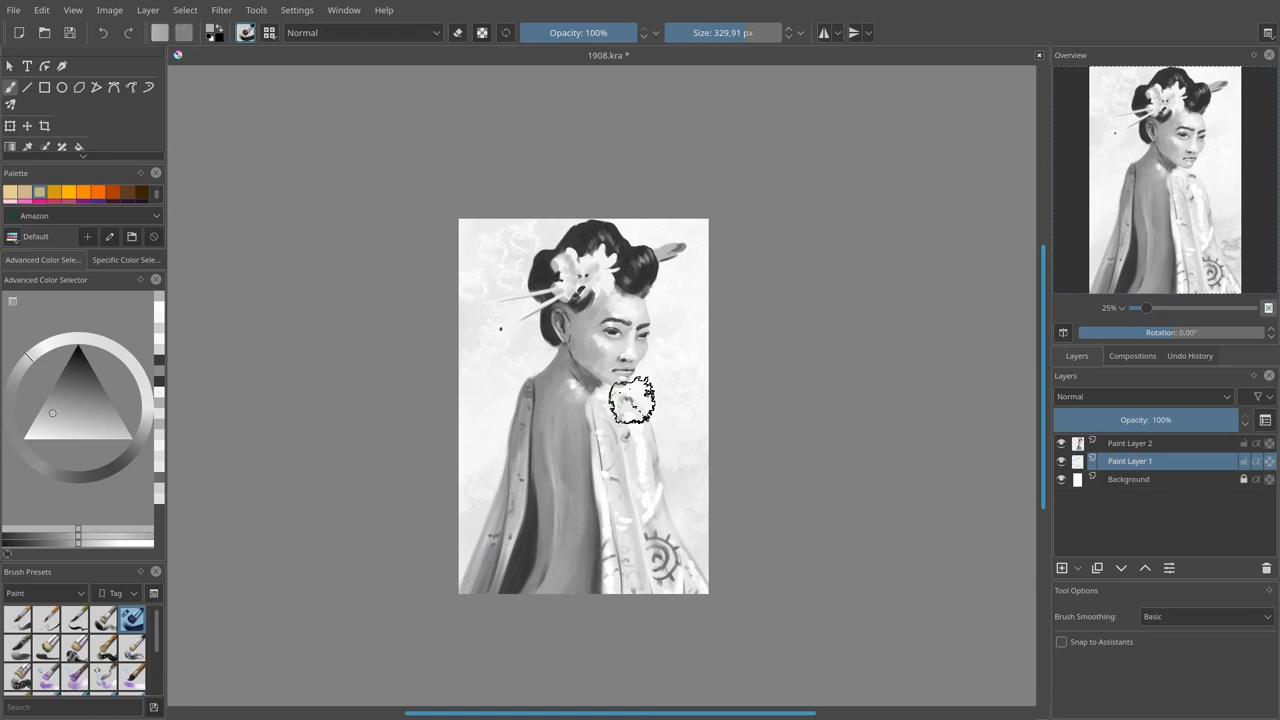 File Edit View Image Layer Select Filter Tools Settings Window Help
Normal Opacity: 100% Size: 329,91 px
1908.kra *
Palette
Amazon
Default
Advanced Color Sele... Specific Color Sele...
Advanced Color Selector
Brush Presets
Paint Tag
Search
Overview
25%
Rotation: 0.00°
Layers Compositions Undo History
Layers
Normal
Opacity: 100%
Paint Layer 2
Paint Layer 1
Background
Tool Options
Brush Smoothing: Basic
Snap to Assistants